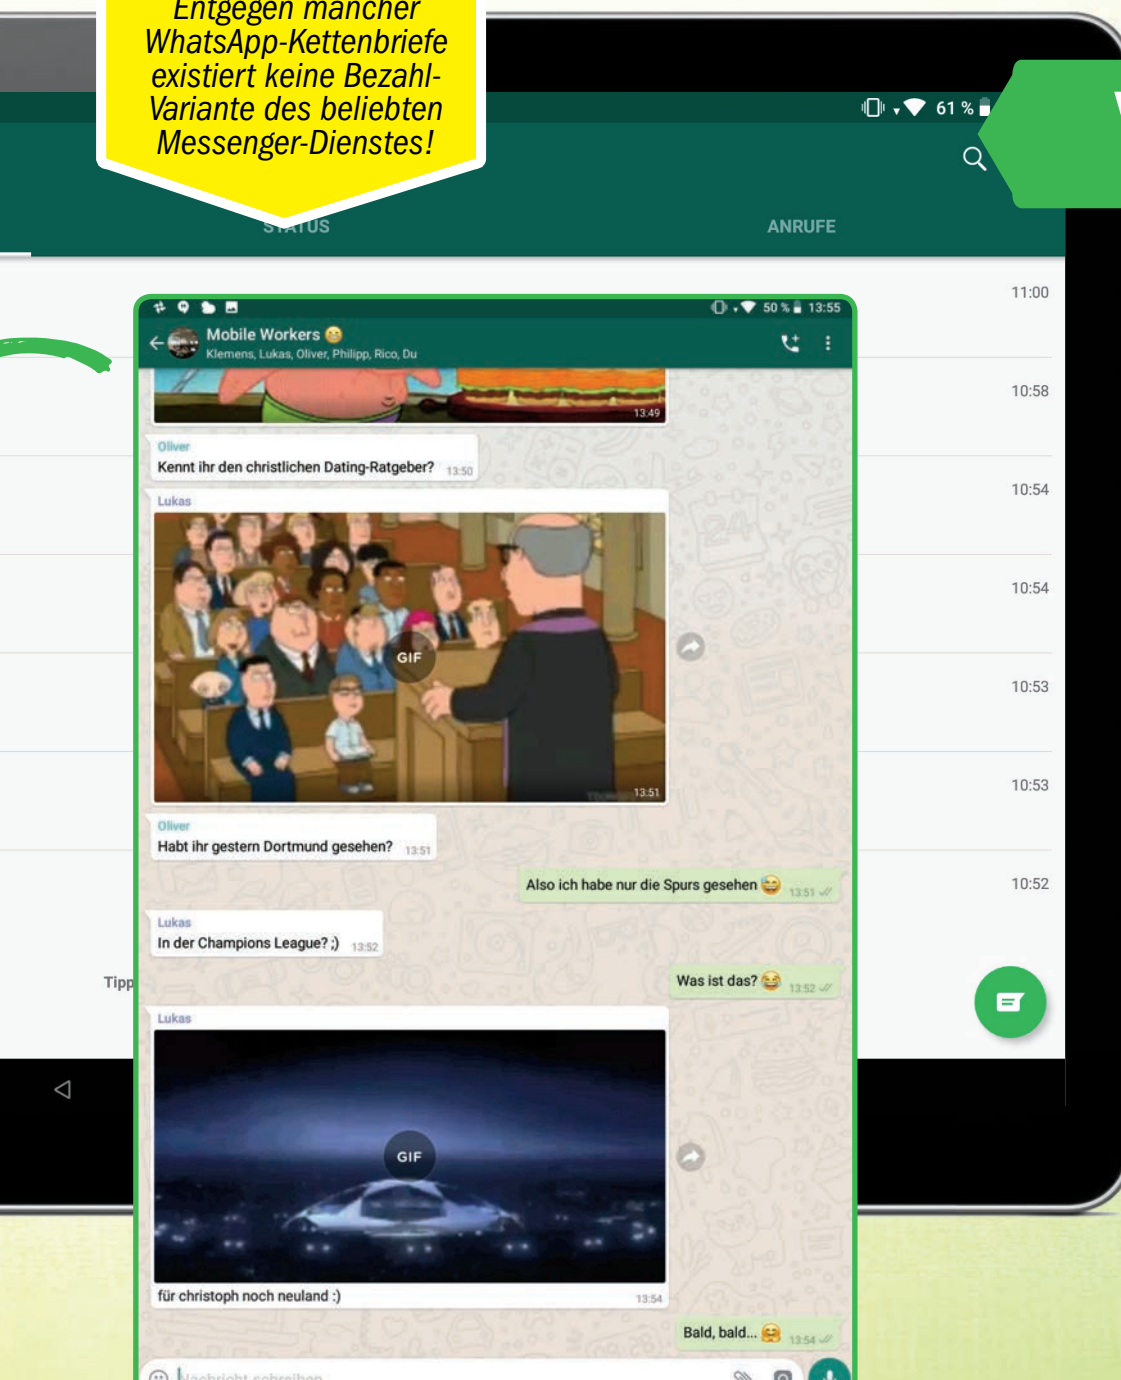 Entgegen mancher
WhatsApp-Kettenbriefe
existiert keine Bezahl-
Variante des beliebten
Messenger-Dienstes!
61 %
STATUS
ANRUFE
11:00
10:58
10:54
10:54
10:53
10:53
10:52
Tipp
50 % 13:55
Mobile Workers 😁
Klemens, Lukas, Oliver, Philipp, Rico, Du
13:49
Oliver
Kennt ihr den christlichen Dating-Ratgeber? 13:50
Lukas
GIF
13:51
Oliver
Habt ihr gestern Dortmund gesehen? 13:51
Also ich habe nur die Spurs gesehen 😅 13:51
Lukas
In der Champions League? ;) 13:52
Was ist das? 😂 13:52
Lukas
GIF
für christoph noch neuland :) 13:54
Bald, bald... 🤗 13:54
Nachricht schreiben